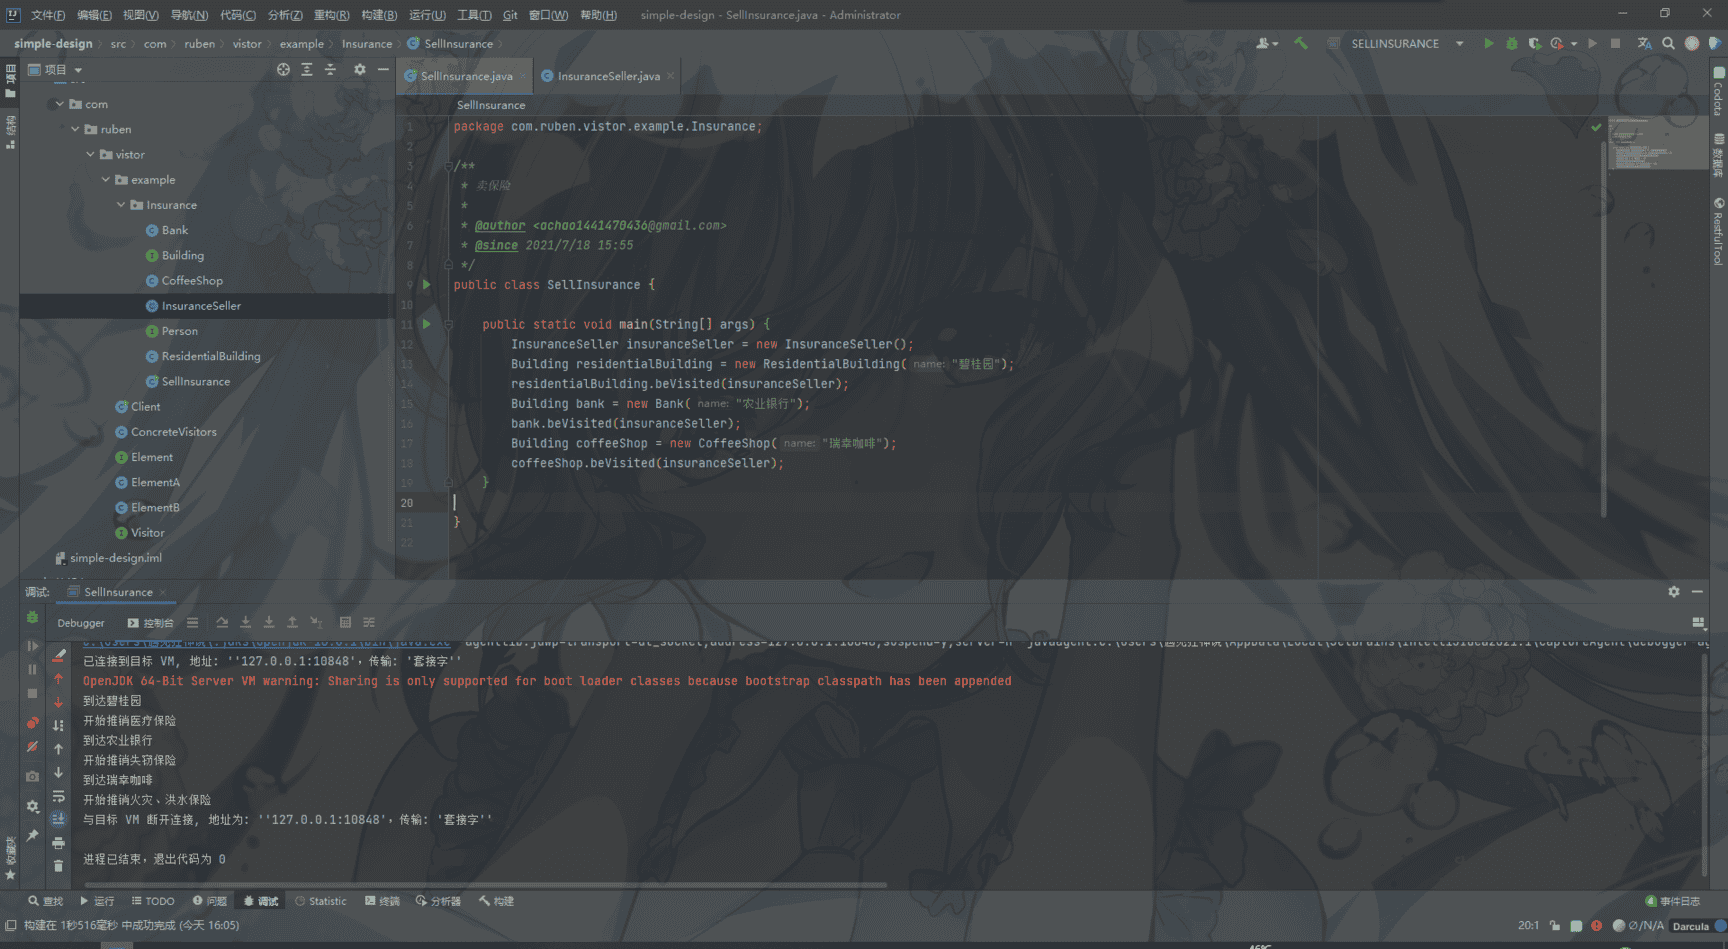 文件(F) 编辑(E) 视图(V) 导航(N) 代码(C) 分析(Z) 重构(R) 构建(B) 运行(U) 工具(T) Git 窗口(W) 帮助(H) simple-design - SellInsurance.java - Administrator
simple-design src com ruben vistor example Insurance SellInsurance
SELLINSURANCE
项目
项目
结构
com
ruben
vistor
example
Insurance
Bank
Building
CoffeeShop
InsuranceSeller
Person
ResidentialBuilding
SellInsurance
Client
ConcreteVisitors
Element
ElementA
ElementB
Visitor
simple-design.iml
SellInsurance.java InsuranceSeller.java
SellInsurance
1 package com.ruben.vistor.example.Insurance;
2
3 /**
4 * 卖保险
5 *
6 * @author <achao1441470436@gmail.com>
7 * @since 2021/7/18 15:55
8 */
9 public class SellInsurance {
10
11 public static void main(String[] args) {
12 InsuranceSeller insuranceSeller = new InsuranceSeller();
13 Building residentialBuilding = new ResidentialBuilding( name: "碧桂园");
14 residentialBuilding.beVisited(insuranceSeller);
15 Building bank = new Bank( name: "农业银行");
16 bank.beVisited(insuranceSeller);
17 Building coffeeShop = new CoffeeShop( name: "瑞幸咖啡");
18 coffeeShop.beVisited(insuranceSeller);
19 }
20
21 }
22
Codota
数据库
RestfulTool
调试: SellInsurance
Debugger 控制台
已连接到目标 VM, 地址: ''127.0.0.1:10848', 传输: '套接字''
OpenJDK 64-Bit Server VM warning: Sharing is only supported for boot loader classes because bootstrap classpath has been appended
到达碧桂园
开始推销医疗保险
到达农业银行
开始推销失窃保险
到达瑞幸咖啡
开始推销火灾、洪水保险
与目标 VM 断开连接, 地址为: ''127.0.0.1:10848', 传输: '套接字''
进程已结束，退出代码为 0
收藏夹
查找 运行 TODO 问题 调试 Statistic 终端 分析器 构建 4 事件日志
构建在 1秒516毫秒 中成功完成 (今天 16:05) 20:1 Ø/N/A Darcula